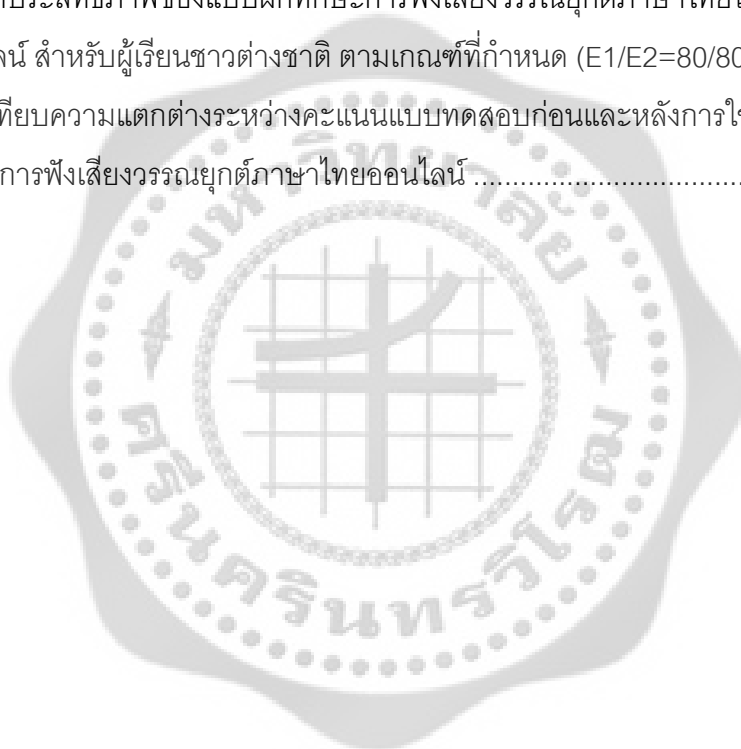 ประสิทธิภาพของแบบฝึกทักษะการฟังเสียงวรรณยุกต์ภาษาไทย
ลน์ สำหรับผู้เรียนชาวต่างชาติ ตามเกณฑ์ที่กำหนด (E1/E2=80/80
ทียบความแตกต่างระหว่างคะแนนแบบทดสอบก่อนและหลังการใช้
การฟังเสียงวรรณยุกต์ภาษาไทยออนไลน์ ....................................
มหาวิทยาลัย
ศรีนครินทรวิโรฒ